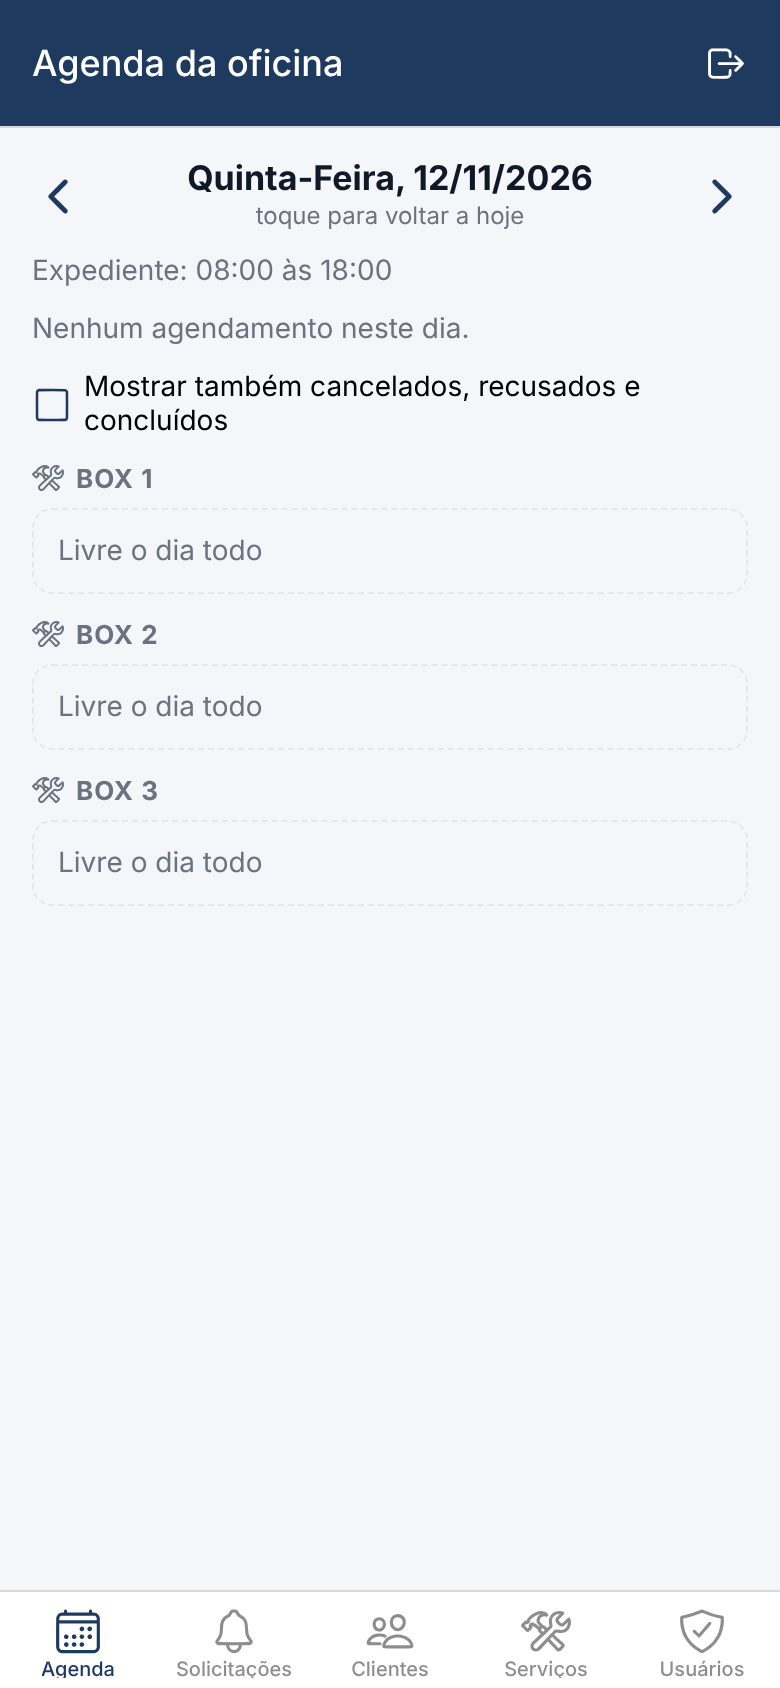 Agenda da oficina
Quinta-Feira, 12/11/2026
toque para voltar a hoje
Expediente: 08:00 às 18:00
Nenhum agendamento neste dia.
Mostrar também cancelados, recusados e
concluídos
BOX 1
Livre o dia todo
BOX 2
Livre o dia todo
BOX 3
Livre o dia todo
Agenda
Solicitações
Clientes
Serviços
Usuários